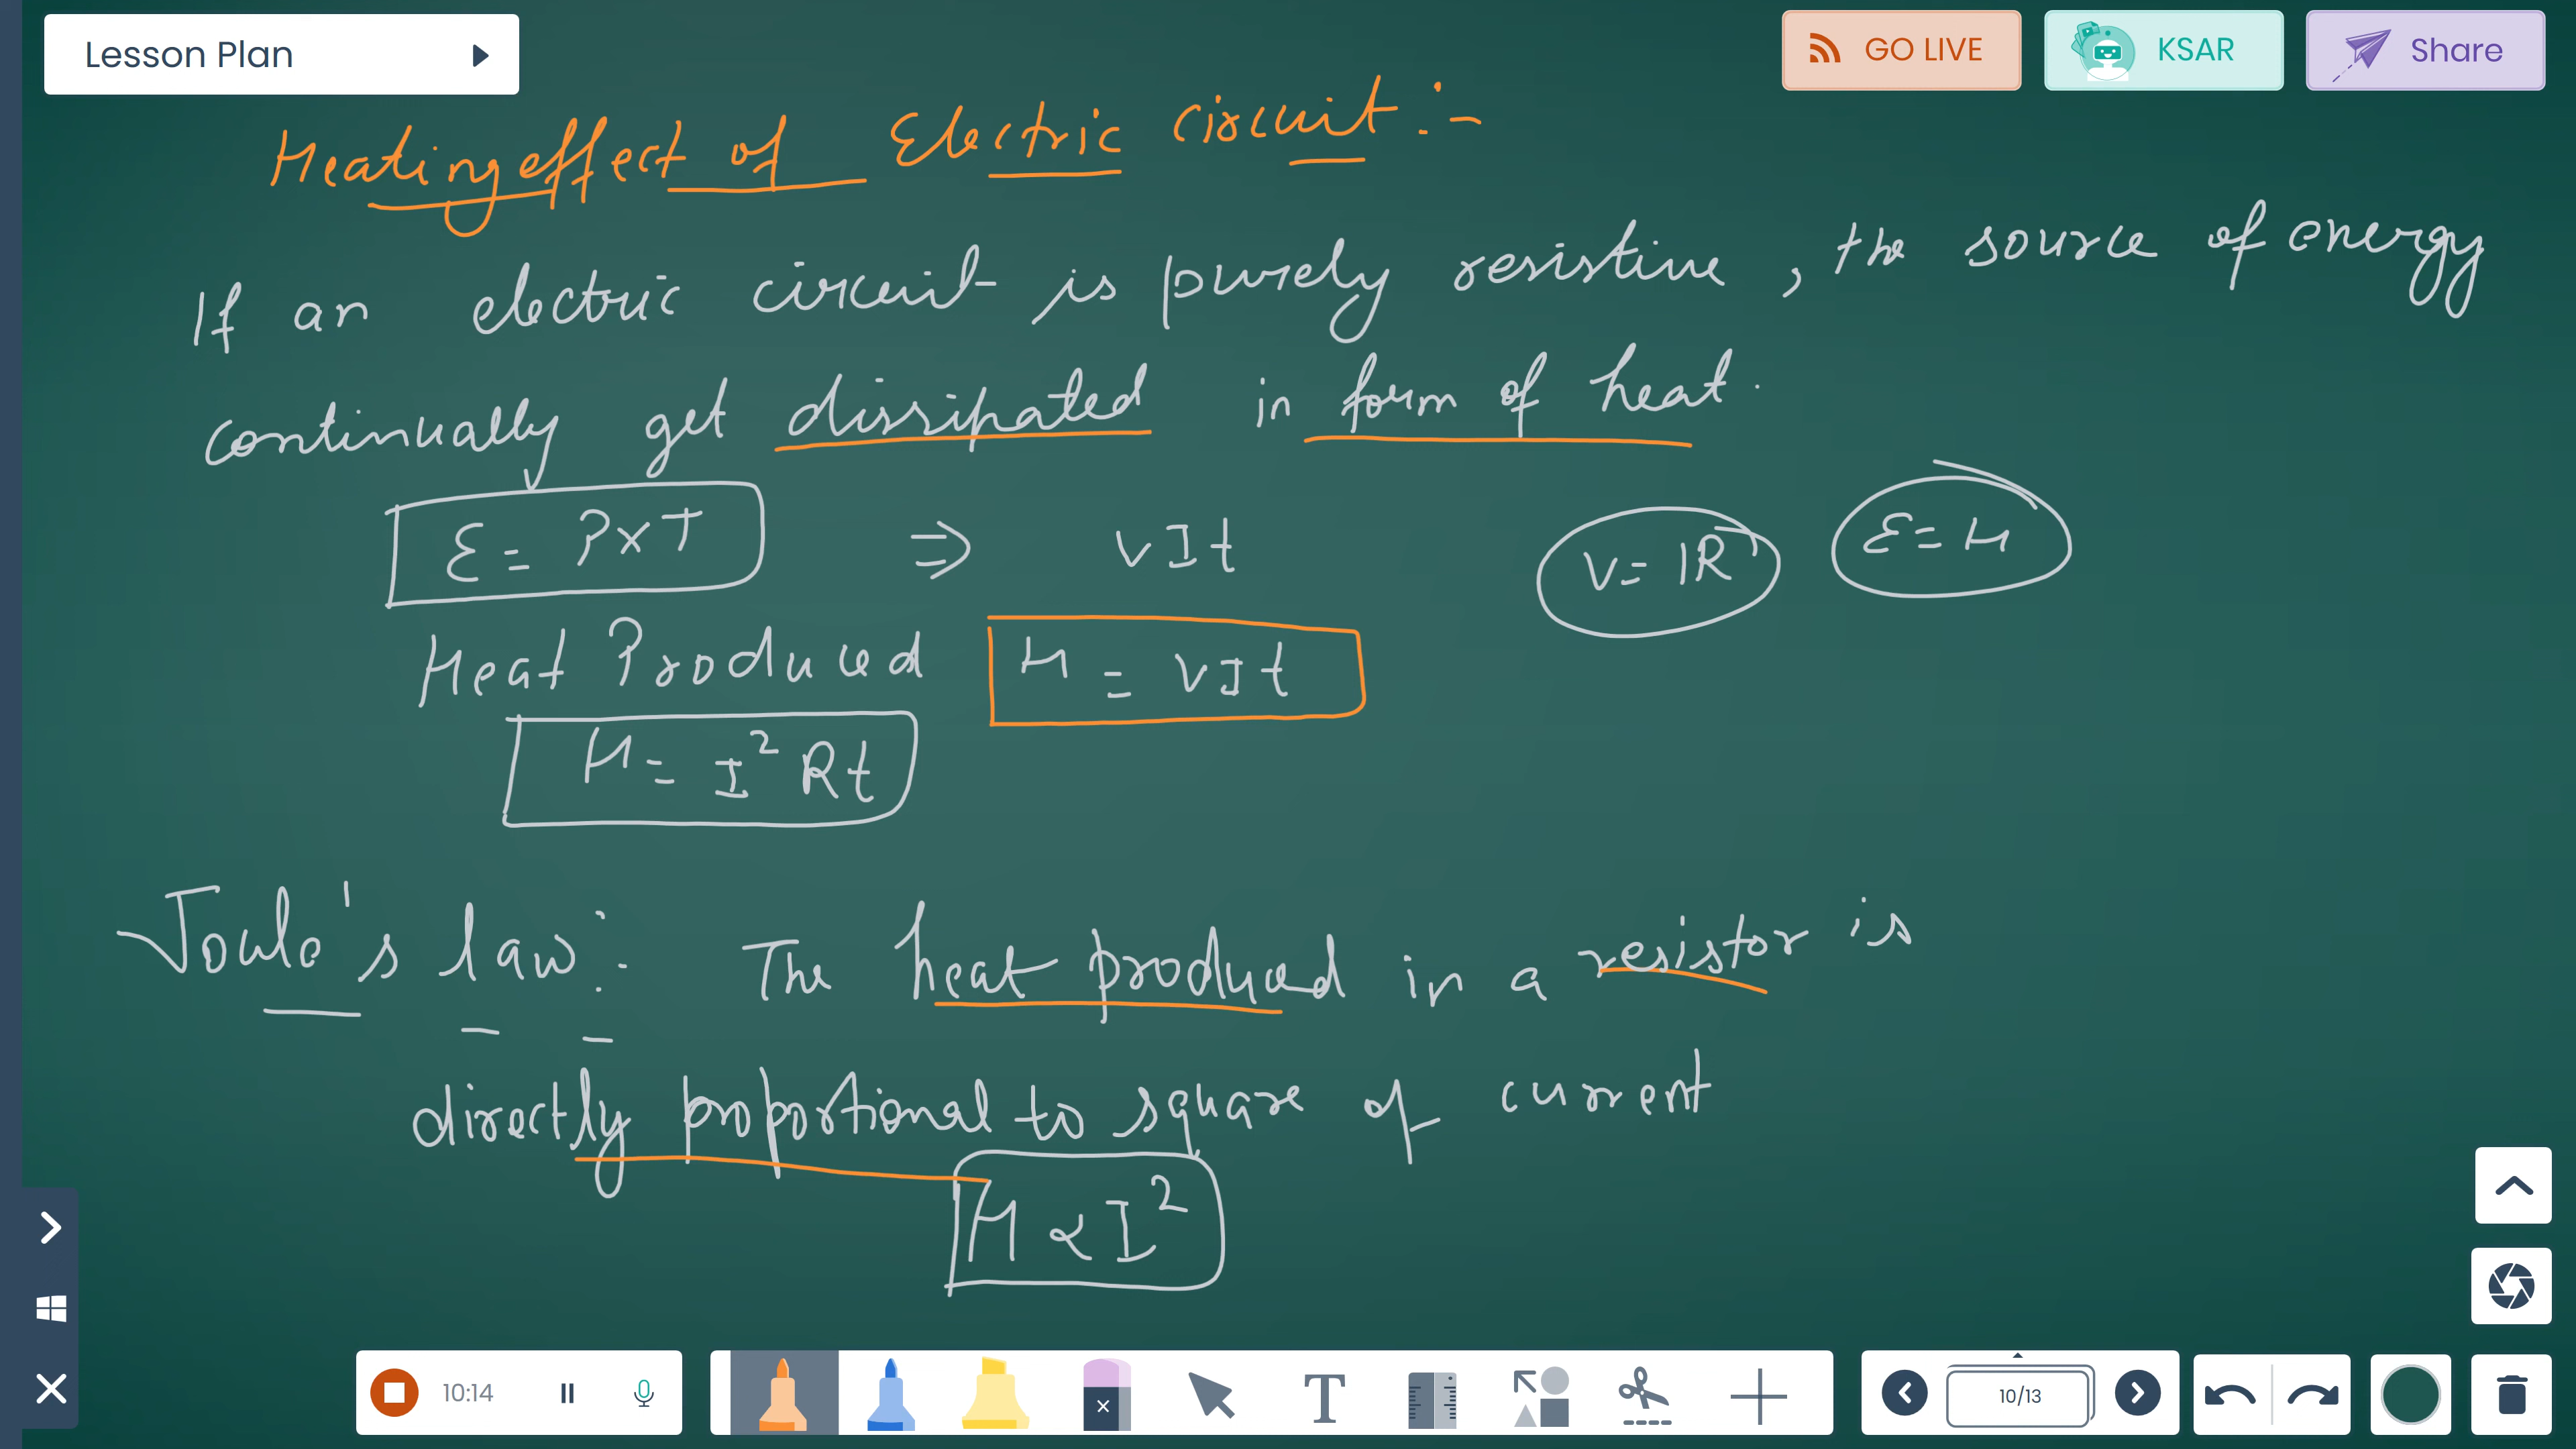 Lesson Plan
GO LIVE
KSAR
Share
Heating effect of Electric Circuit :-
If an electric circuit is purely resistive, the source of energy
continually get dissipated in form of heat.
E = P×T ⇒ VIt
V = IR
E = H
Heat Produced H = VIt
H = I²Rt
Joule's law :- The heat produced in a resistor is
directly proportional to square of current
H ∝ I²
10:14
T
10/13